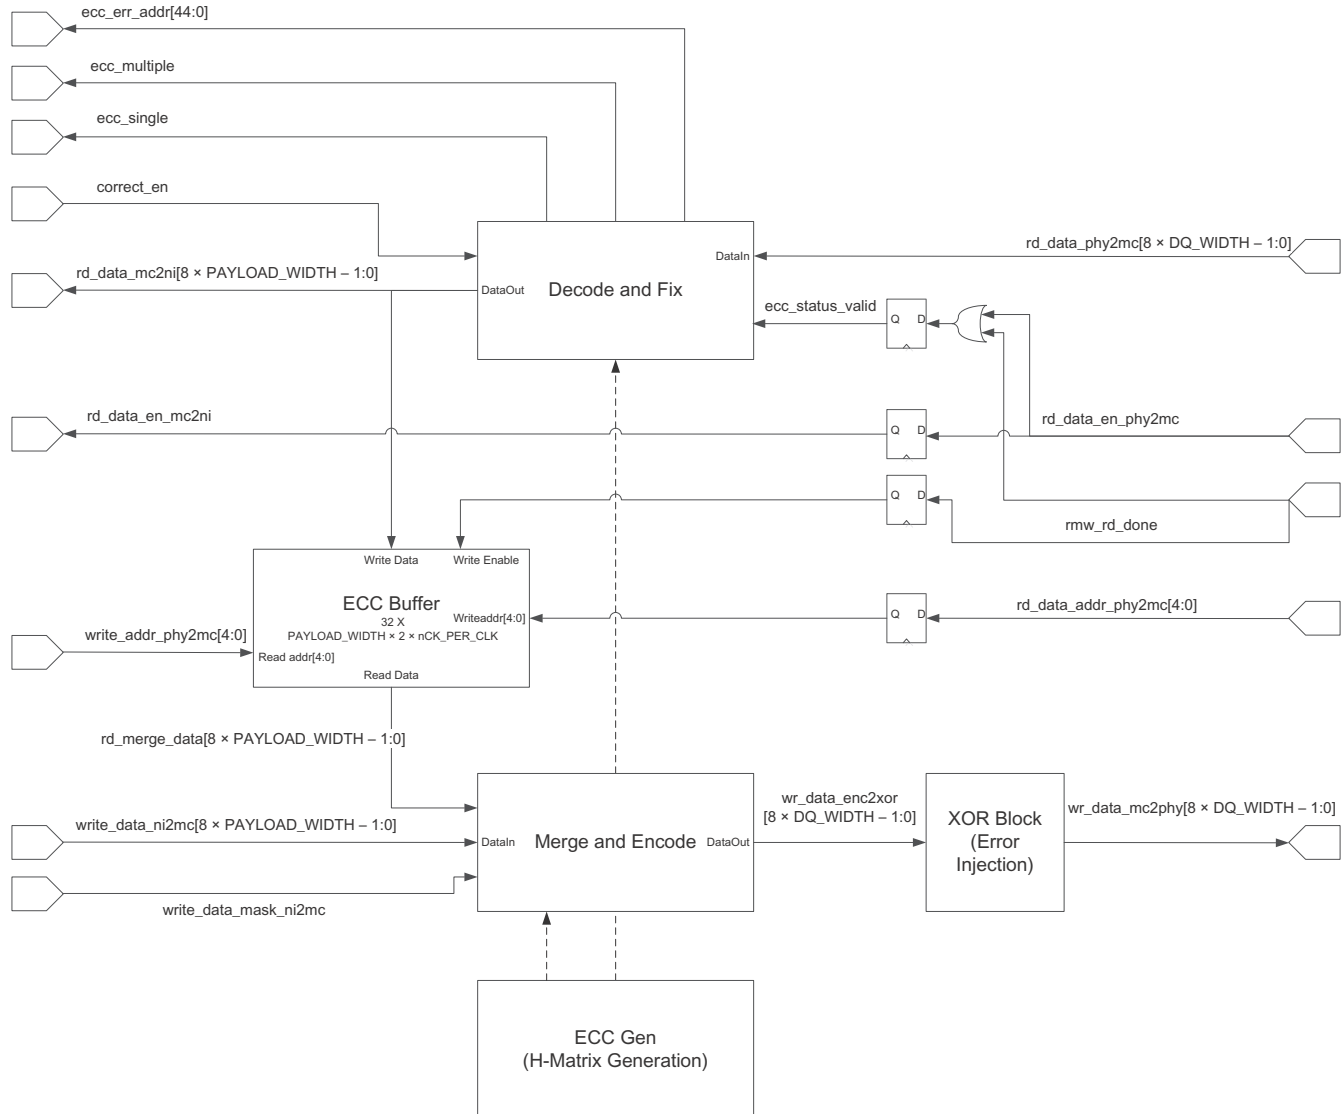 ecc_err_addr[44:0]
ecc_multiple
ecc_single
correct_en
rd_data_mc2ni[8 × PAYLOAD_WIDTH – 1:0]
DataIn
DataOut
Decode and Fix
rd_data_phy2mc[8 × DQ_WIDTH – 1:0]
ecc_status_valid
Q D
rd_data_en_mc2ni
Q D
rd_data_en_phy2mc
Q D
rmw_rd_done
Write Data
Write Enable
ECC Buffer
32 X
PAYLOAD_WIDTH × 2 × nCK_PER_CLK
Writeaddr[4:0]
Read addr[4:0]
Read Data
Q D
rd_data_addr_phy2mc[4:0]
write_addr_phy2mc[4:0]
rd_merge_data[8 × PAYLOAD_WIDTH – 1:0]
write_data_ni2mc[8 × PAYLOAD_WIDTH – 1:0]
write_data_mask_ni2mc
DataIn
Merge and Encode
DataOut
wr_data_enc2xor
[8 × DQ_WIDTH – 1:0]
XOR Block
(Error
Injection)
wr_data_mc2phy[8 × DQ_WIDTH – 1:0]
ECC Gen
(H-Matrix Generation)